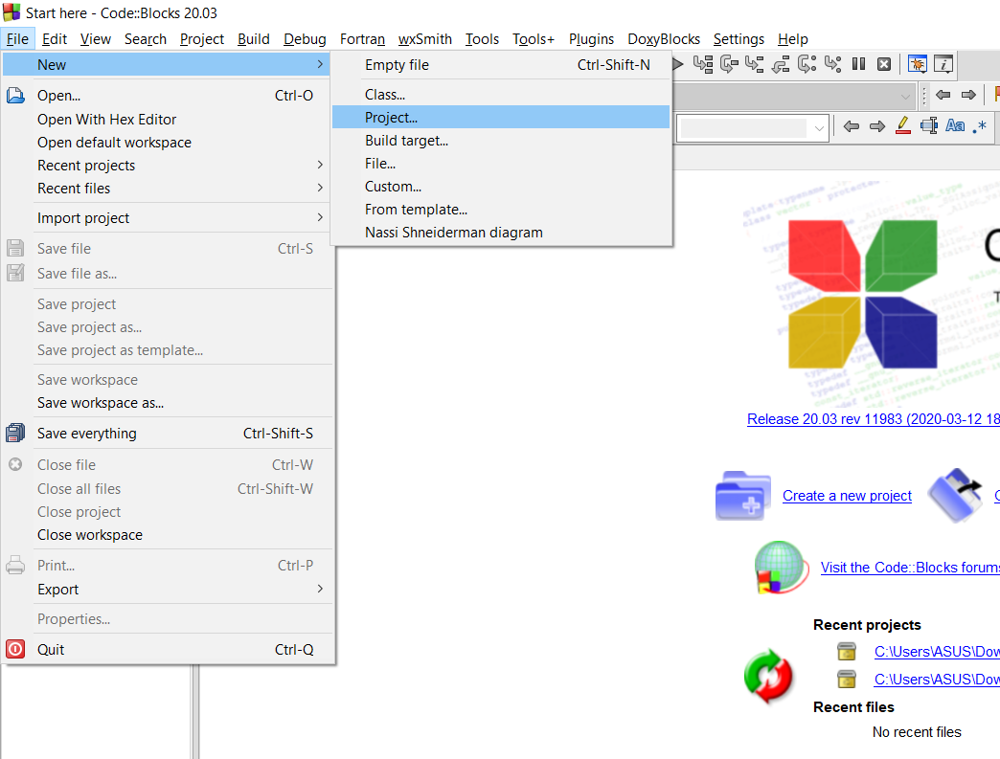 Start here - Code::Blocks 20.03
File Edit View Search Project Build Debug Fortran wxSmith Tools Tools+ Plugins DoxyBlocks Settings Help
New
Open... Ctrl-O
Open With Hex Editor
Open default workspace
Recent projects
Recent files
Import project
Save file Ctrl-S
Save file as...
Save project
Save project as...
Save project as template...
Save workspace
Save workspace as...
Save everything Ctrl-Shift-S
Close file Ctrl-W
Close all files Ctrl-Shift-W
Close project
Close workspace
Print... Ctrl-P
Export
Properties...
Quit Ctrl-Q
Empty file Ctrl-Shift-N
Class...
Project...
Build target...
File...
Custom...
From template...
Nassi Shneiderman diagram
Aa .*
Release 20.03 rev 11983 (2020-03-12 18
Create a new project
Visit the Code::Blocks forums
Recent projects
C:\Users\ASUS\Dow
C:\Users\ASUS\Dow
Recent files
No recent files